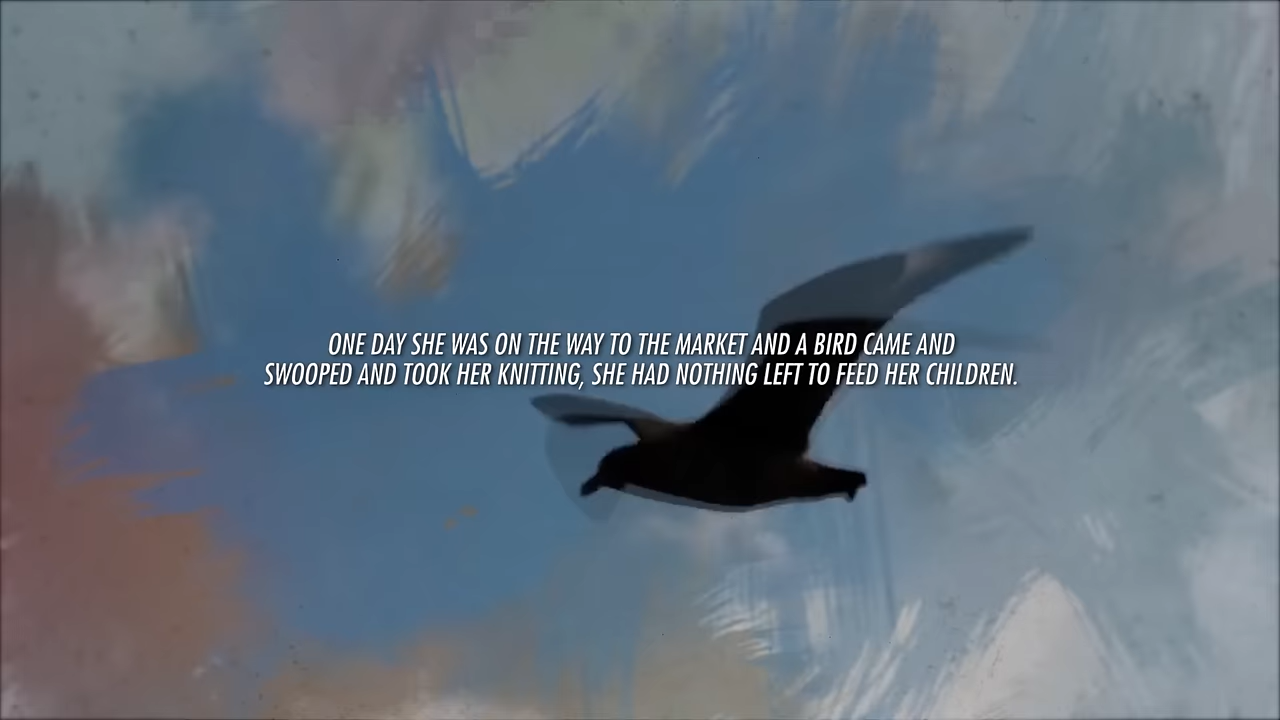 ONE DAY SHE WAS ON THE WAY TO THE MARKET AND A BIRD CAME AND
SWOOPED AND TOOK HER KNITTING, SHE HAD NOTHING LEFT TO FEED HER CHILDREN.